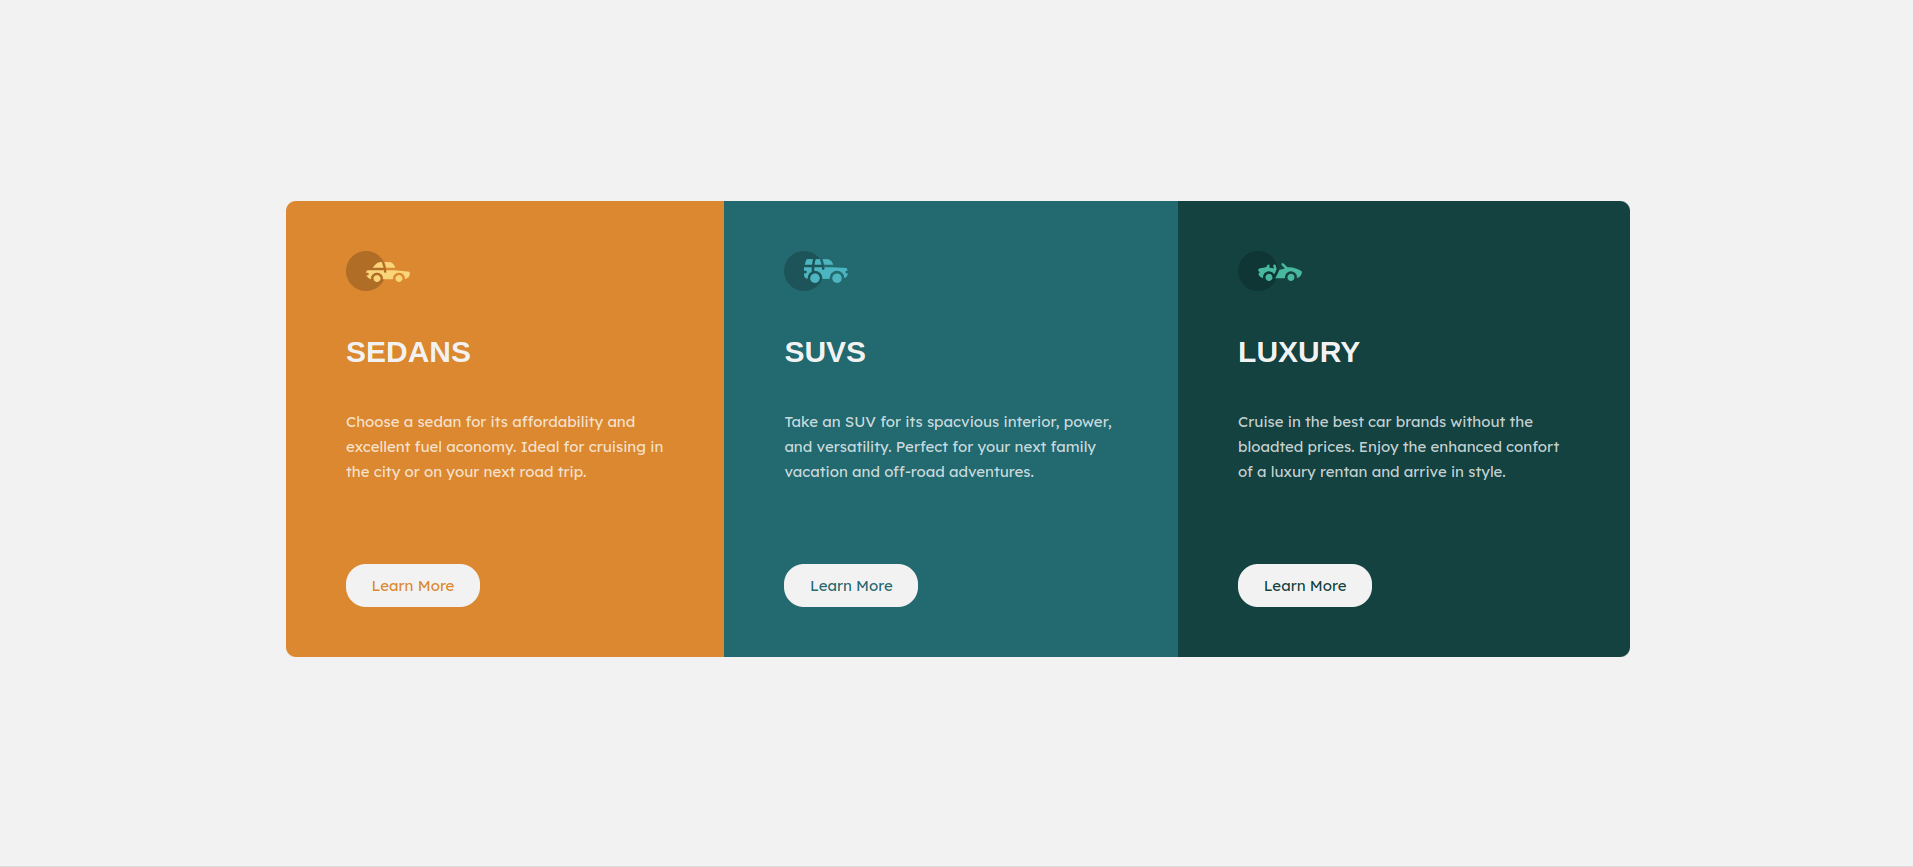 SEDANS
Choose a sedan for its affordability and
excellent fuel aconomy. Ideal for cruising in
the city or on your next road trip.
Learn More
SUVS
Take an SUV for its spacvious interior, power,
and versatility. Perfect for your next family
vacation and off-road adventures.
Learn More
LUXURY
Cruise in the best car brands without the
bloadted prices. Enjoy the enhanced confort
of a luxury rentan and arrive in style.
Learn More